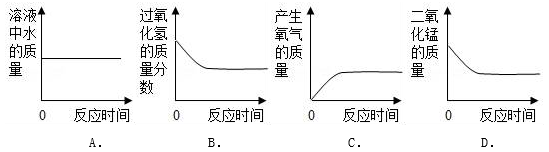 溶液
中水
的质
量
0 反应时间
A.
过氧
化氢
的质
量分
数
0 反应时间
B.
产生
氧气
的质
量
0 反应时间
C.
二氧
化锰
的质
量
0 反应时间
D.